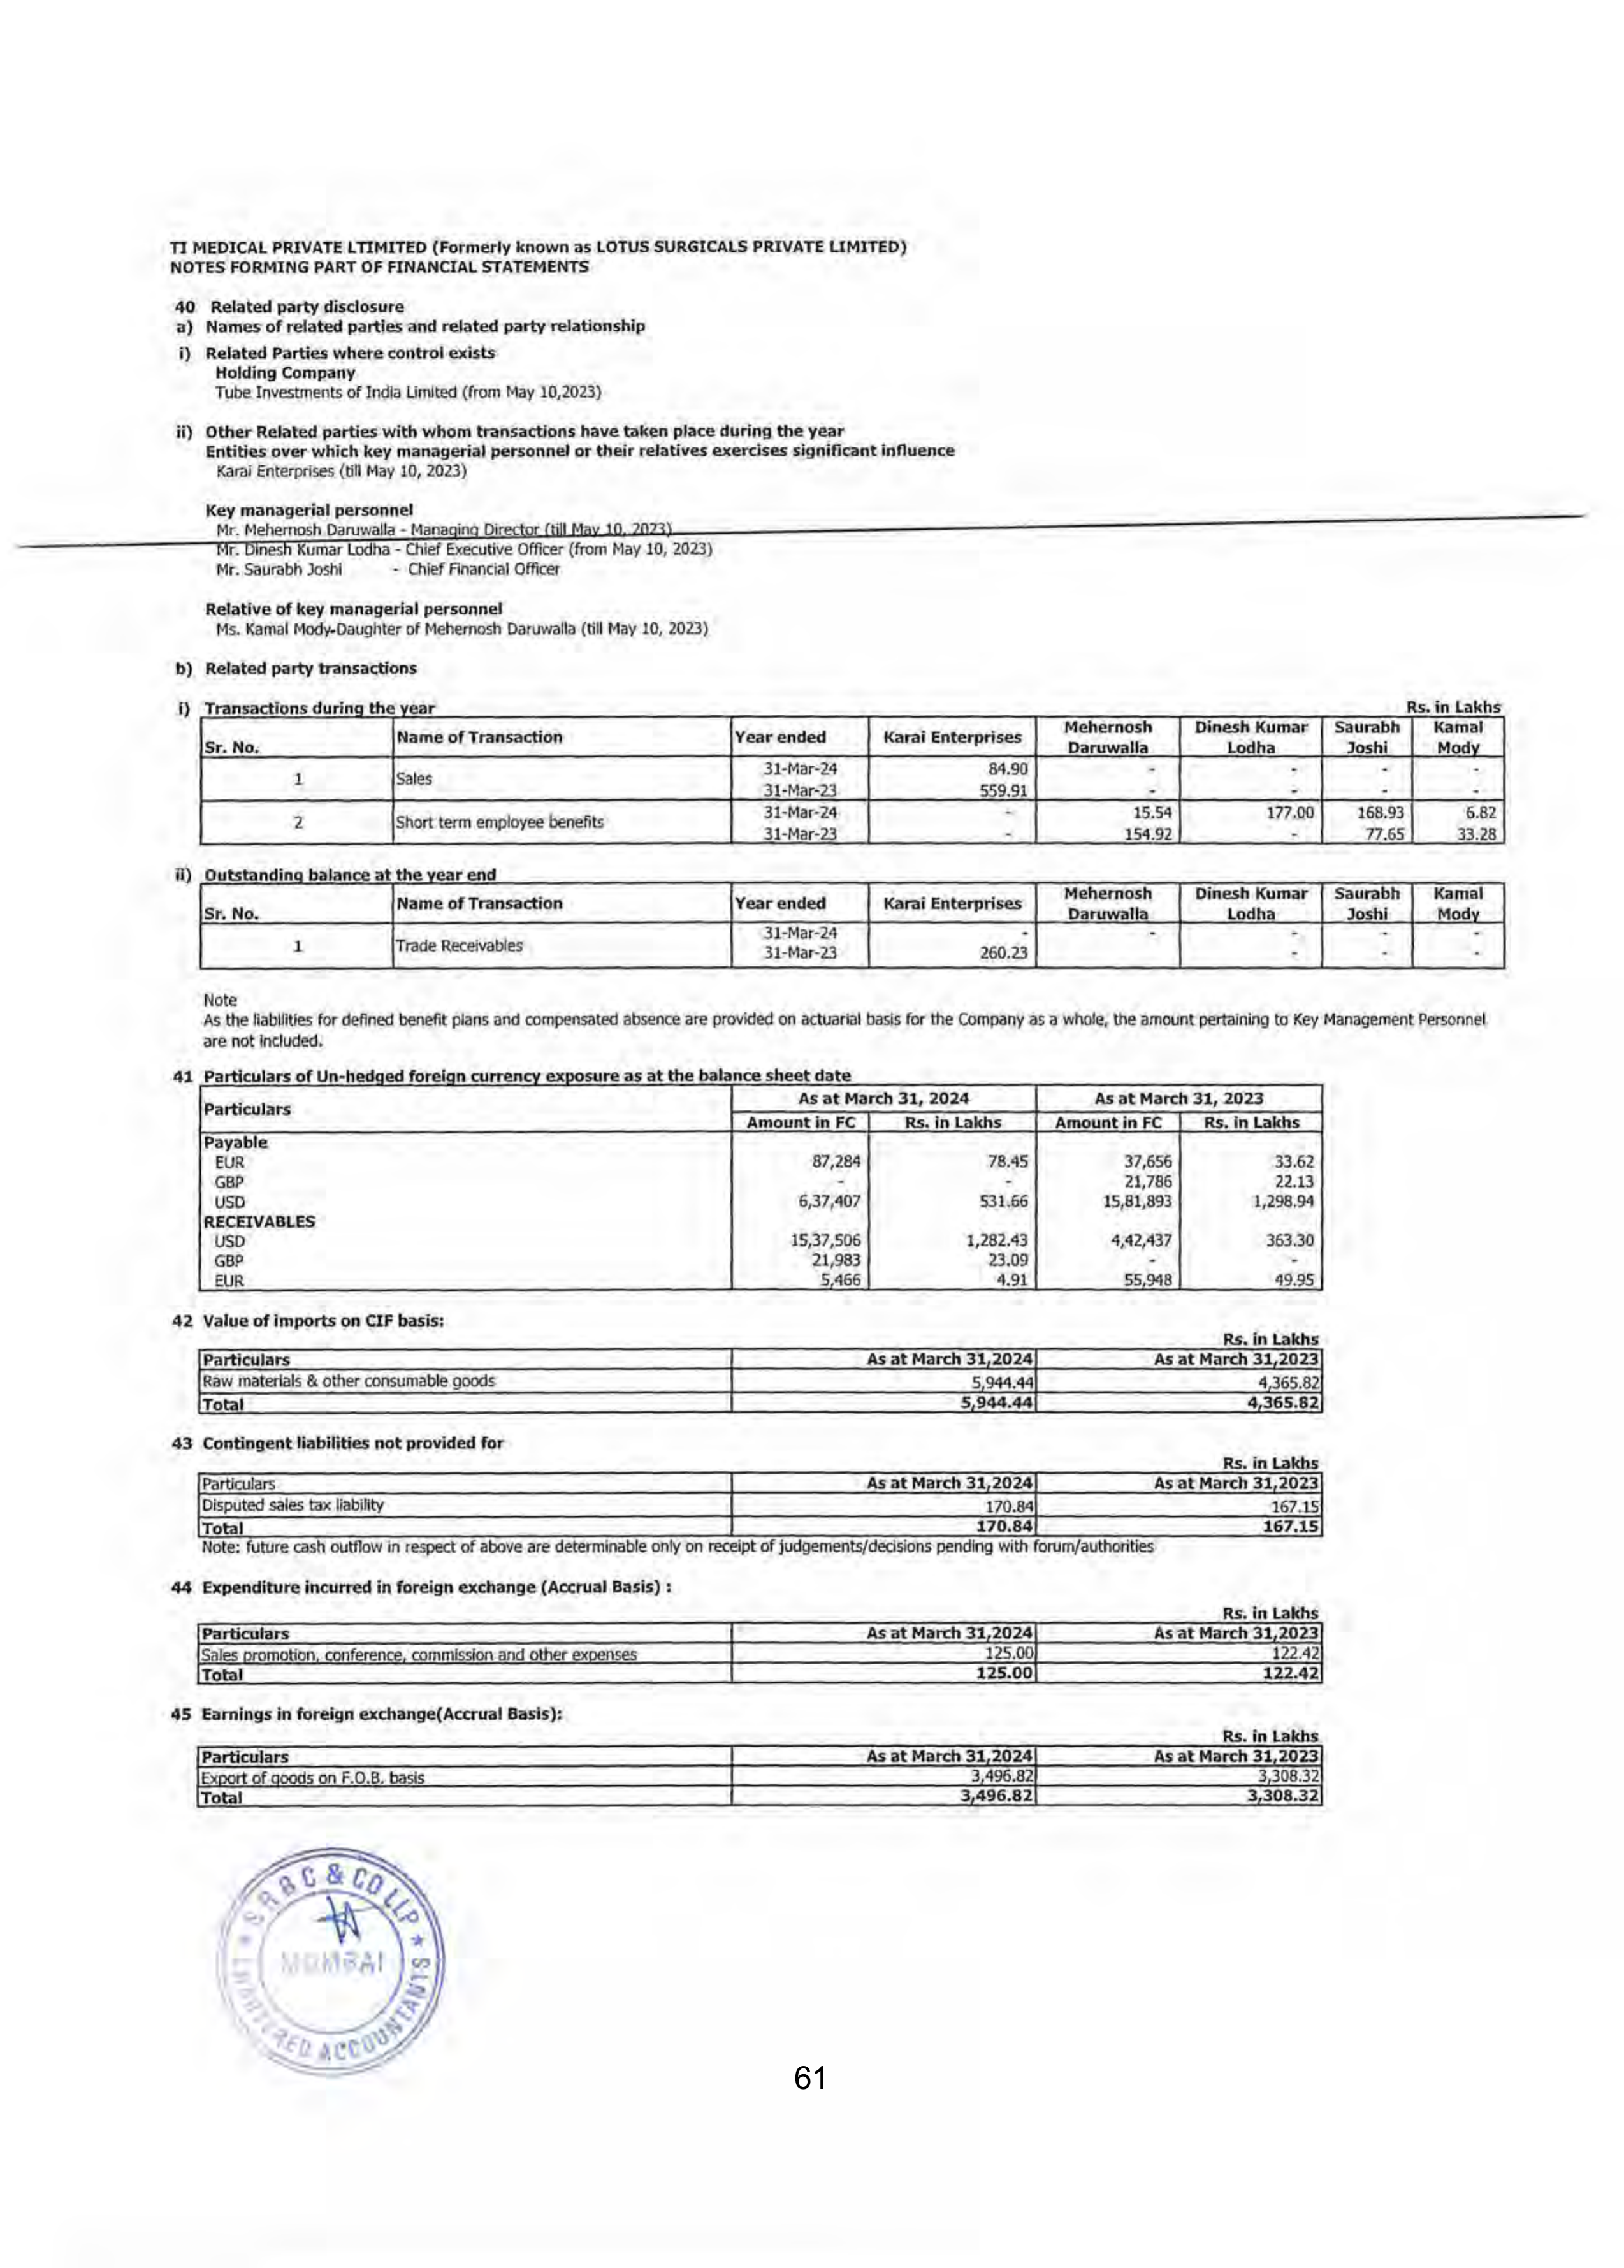 TI MEDICAL PRIVATE LTIMITED (Formerly known as LOTUS SURGICALS PRIVATE LIMITED)
NOTES FORMING PART OF FINANCIAL STATEMENTS
40 Related party disclosure
a) Names of related parties and related party relationship
i) Related Parties where control exists
Holding Company
Tube Investments of India Limited (from May 10,2023)
ii) Other Related parties with whom transactions have taken place during the year
Entities over which key managerial personnel or their relatives exercises significant influence
Karai Enterprises (till May 10, 2023)
Key managerial personnel
Mr. Mehernosh Daruwalla - Managing Director (till May 10, 2023)
Mr. Dinesh Kumar Lodha - Chief Executive Officer (from May 10, 2023)
Mr. Saurabh Joshi - Chief Financial Officer
Relative of key managerial personnel
Ms. Kamal Mody-Daughter of Mehernosh Daruwalla (till May 10, 2023)
b) Related party transactions
i) Transactions during the year Rs. in Lakhs
Sr. No. Name of Transaction Year ended Karai Enterprises Mehernosh Daruwalla Dinesh Kumar Lodha Saurabh Joshi Kamal Mody
1 Sales 31-Mar-24 84.90 - - - -
31-Mar-23 559.91 - - - -
2 Short term employee benefits 31-Mar-24 - 15.54 177.00 168.93 6.82
31-Mar-23 - 154.92 - 77.65 33.28
ii) Outstanding balance at the year end
Sr. No. Name of Transaction Year ended Karai Enterprises Mehernosh Daruwalla Dinesh Kumar Lodha Saurabh Joshi Kamal Mody
1 Trade Receivables 31-Mar-24 - - - - -
31-Mar-23 260.23 - - -
Note
As the liabilities for defined benefit plans and compensated absence are provided on actuarial basis for the Company as a whole, the amount pertaining to Key Management Personnel
are not included.
41 Particulars of Un-hedged foreign currency exposure as at the balance sheet date
Particulars As at March 31, 2024 As at March 31, 2023
Amount in FC Rs. in Lakhs Amount in FC Rs. in Lakhs
Payable
EUR 87,284 78.45 37,656 33.62
GBP - - 21,786 22.13
USD 6,37,407 531.66 15,81,893 1,298.94
RECEIVABLES
USD 15,37,506 1,282.43 4,42,437 363.30
GBP 21,983 23.09 - -
EUR 5,466 4.91 55,948 49.95
42 Value of imports on CIF basis:
Rs. in Lakhs
Particulars As at March 31,2024 As at March 31,2023
Raw materials & other consumable goods 5,944.44 4,365.82
Total 5,944.44 4,365.82
43 Contingent liabilities not provided for
Rs. in Lakhs
Particulars As at March 31,2024 As at March 31,2023
Disputed sales tax liability 170.84 167.15
Total 170.84 167.15
Note: future cash outflow in respect of above are determinable only on receipt of judgements/decisions pending with forum/authorities
44 Expenditure incurred in foreign exchange (Accrual Basis) :
Rs. in Lakhs
Particulars As at March 31,2024 As at March 31,2023
Sales promotion, conference, commission and other expenses 125.00 122.42
Total 125.00 122.42
45 Earnings in foreign exchange(Accrual Basis):
Rs. in Lakhs
Particulars As at March 31,2024 As at March 31,2023
Export of goods on F.O.B. basis 3,496.82 3,308.32
Total 3,496.82 3,308.32
SRBC & CO LLP
MUMBAI
CHARTERED ACCOUNTANTS
61